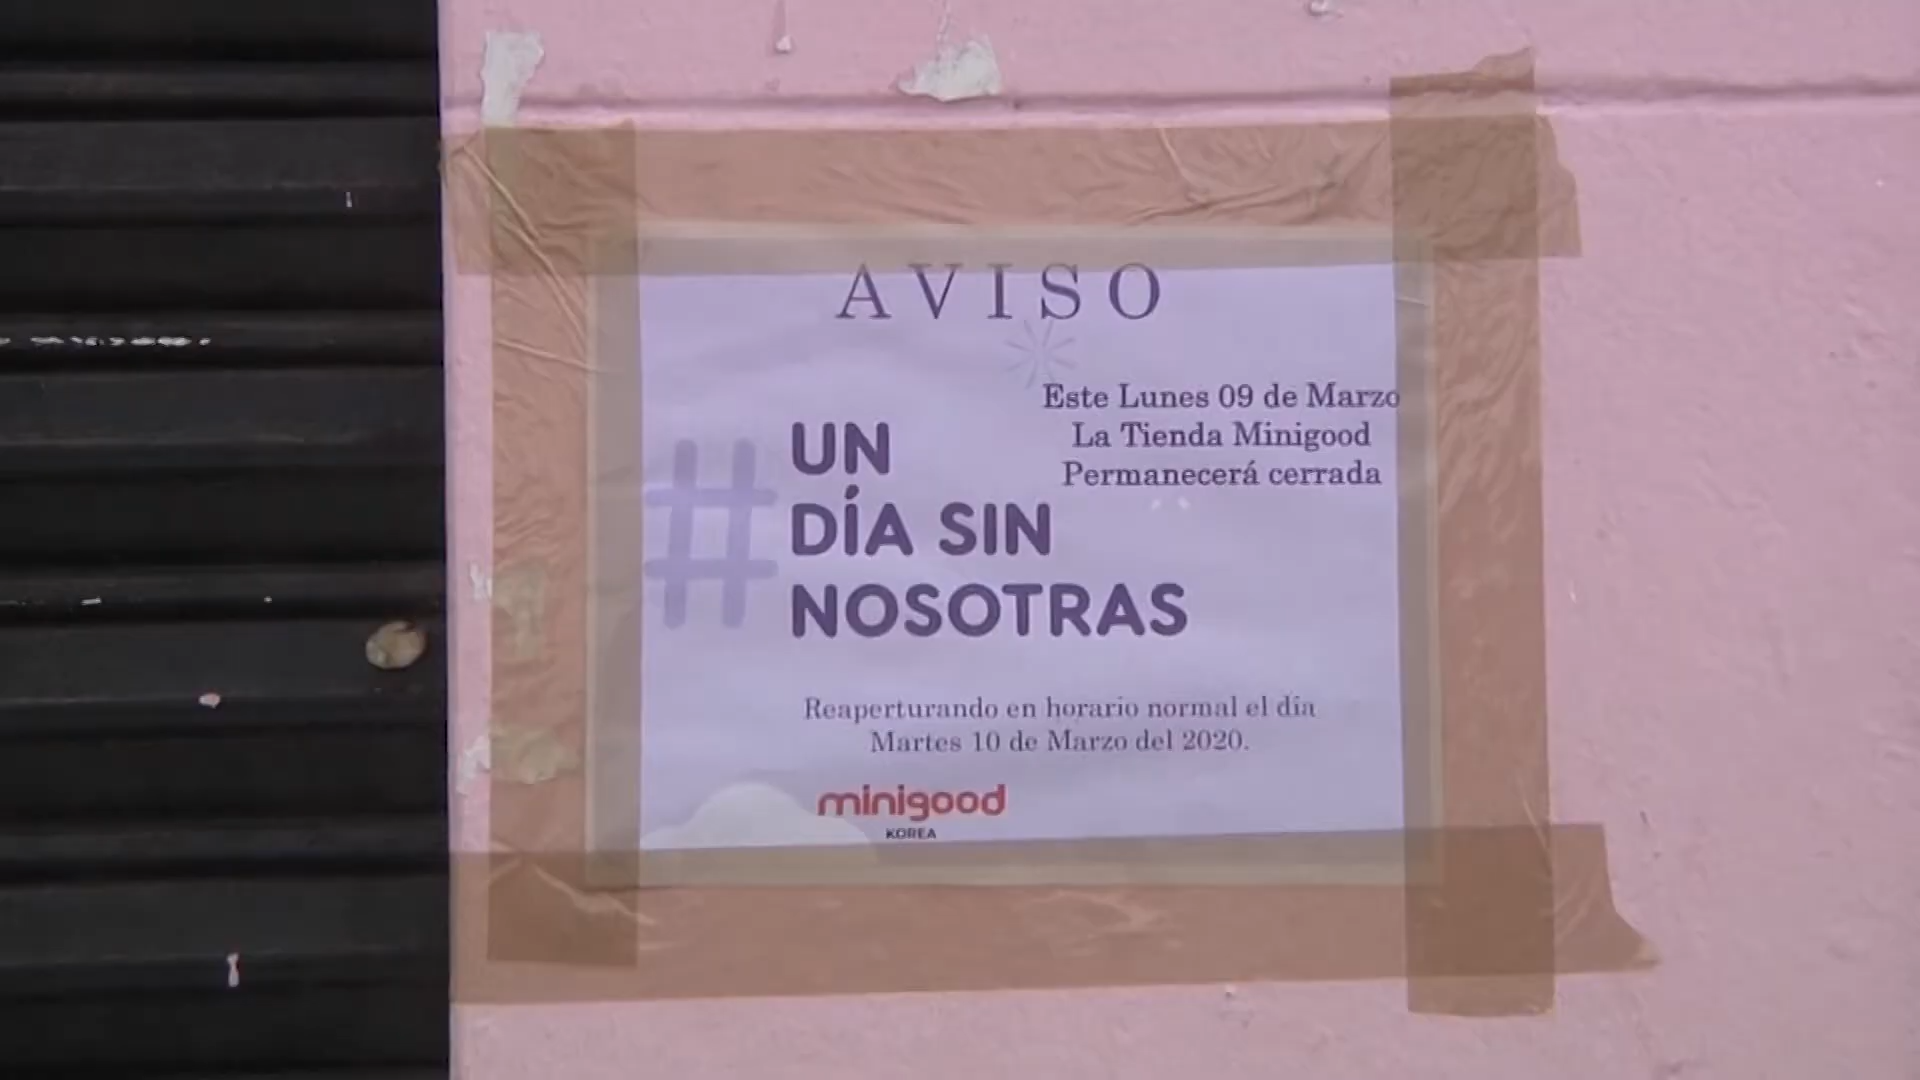 AVISO
Este Lunes 09 de Marzo
La Tienda Minigood
Permanecerá cerrada
#UN
DÍA SIN
NOSOTRAS
Reaperturando en horario normal el día
Martes 10 de Marzo del 2020.
minigood
KOREA